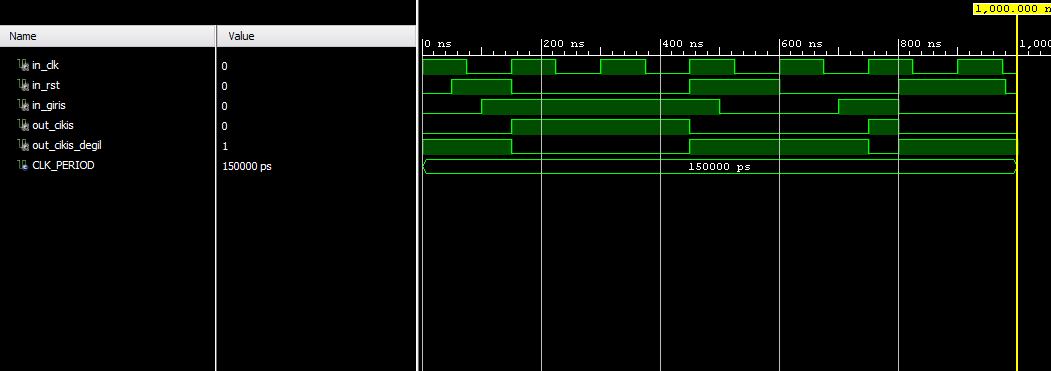 1,000.000 n
Name Value
0 ns 200 ns 400 ns 600 ns 800 ns 1,00
in_clk 0
in_rst 0
in_giris 0
out_cikis 0
out_cikis_degil 1
CLK_PERIOD 150000 ps 150000 ps